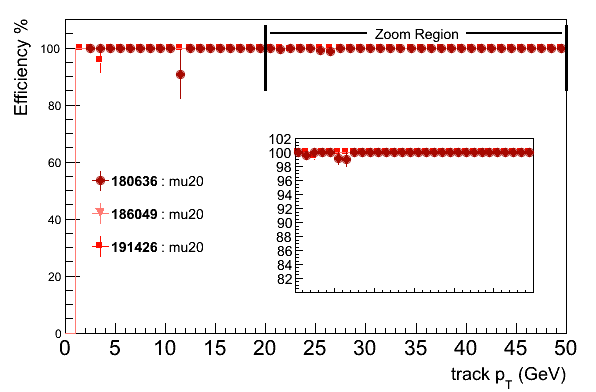 Efficiency %
100
80
60
40
20
0
Zoom Region
180636 : mu20
186049 : mu20
191426 : mu20
102
100
98
96
94
92
90
88
86
84
82
0 5 10 15 20 25 30 35 40 45 50
track pT (GeV)